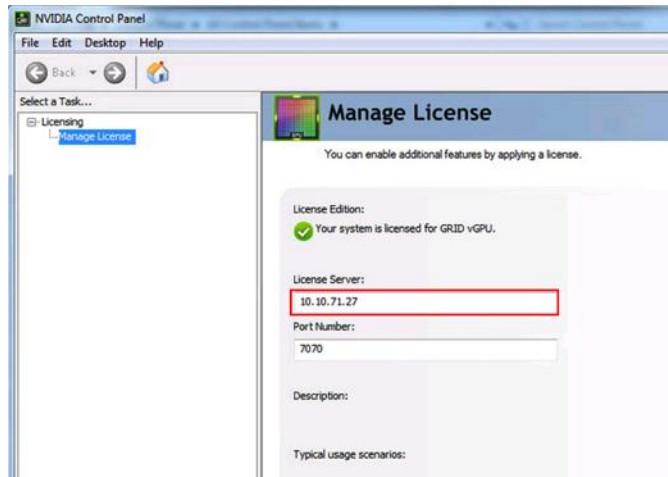 NVIDIA Control Panel
File Edit Desktop Help
Back
Select a Task...
Licensing
Manage License
Manage License
You can enable additional features by applying a license.
License Edition:
Your system is licensed for GRID vGPU.
License Server:
10.10.71.27
Port Number:
7070
Description:
Typical usage scenarios: